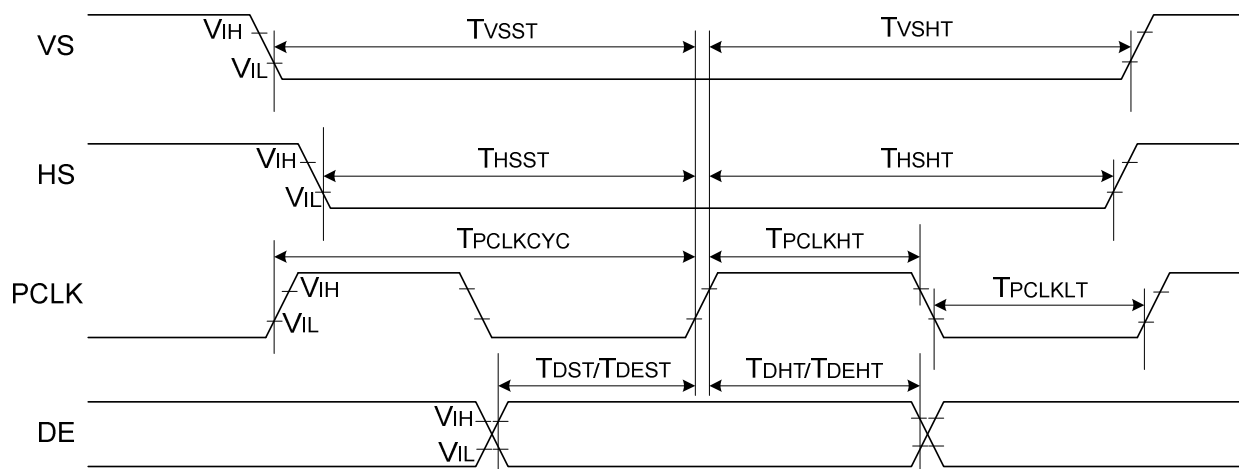 VS
VIH
VIL
TVSST
TVSHT
HS
VIH
VIL
THSST
THSHT
PCLK
VIH
VIL
TPCLKCYC
TPCLKHT
TPCLKLT
DE
VIH
VIL
TDST/TDEST
TDHT/TDEHT